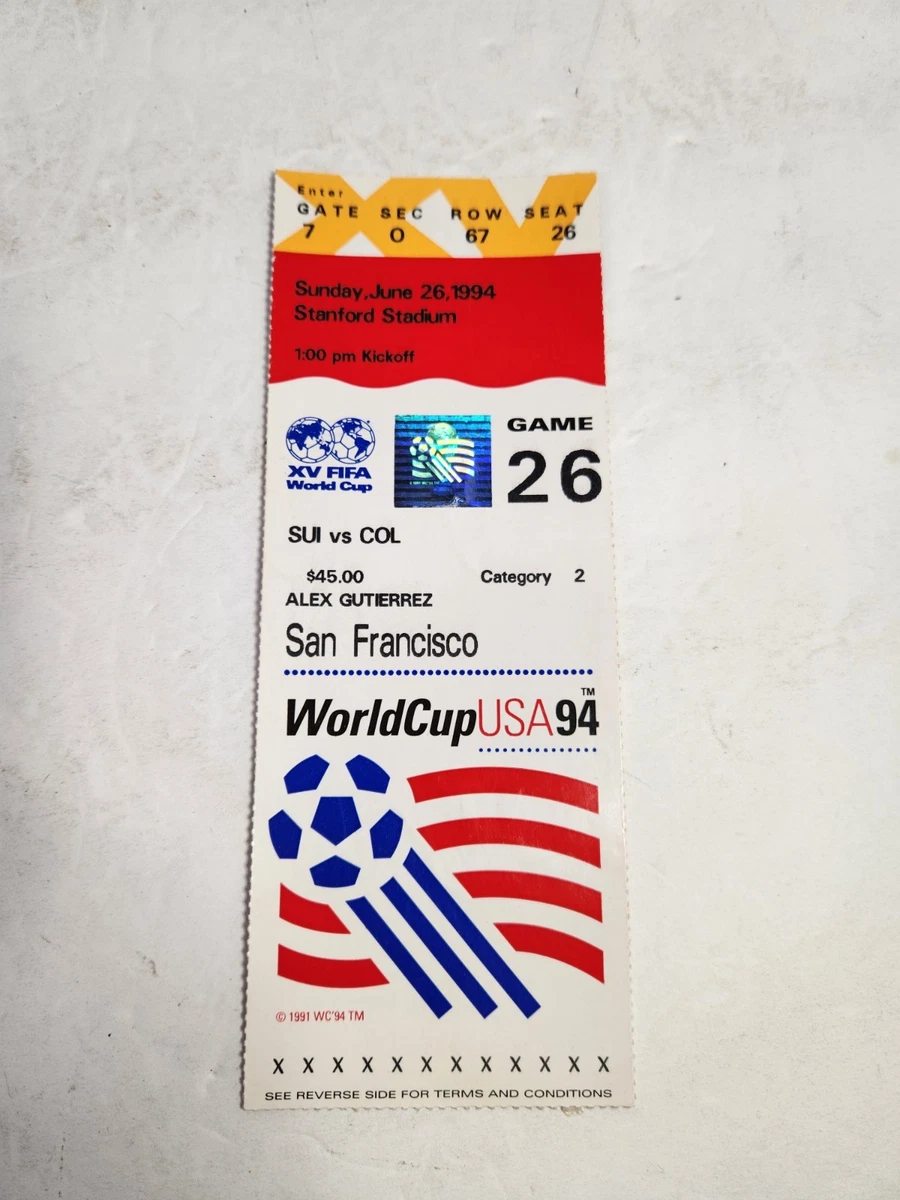 XV
Enter
GATE SEC ROW SEAT
7 O 67 26
Sunday,June 26,1994
Stanford Stadium
1:00 pm Kickoff
XV FIFA
World Cup
GAME
26
SUI vs COL
$45.00 Category 2
ALEX GUTIERREZ
San Francisco
WorldCupUSA94™
© 1991 WC'94 TM
X X X X X X X X X X X X
SEE REVERSE SIDE FOR TERMS AND CONDITIONS